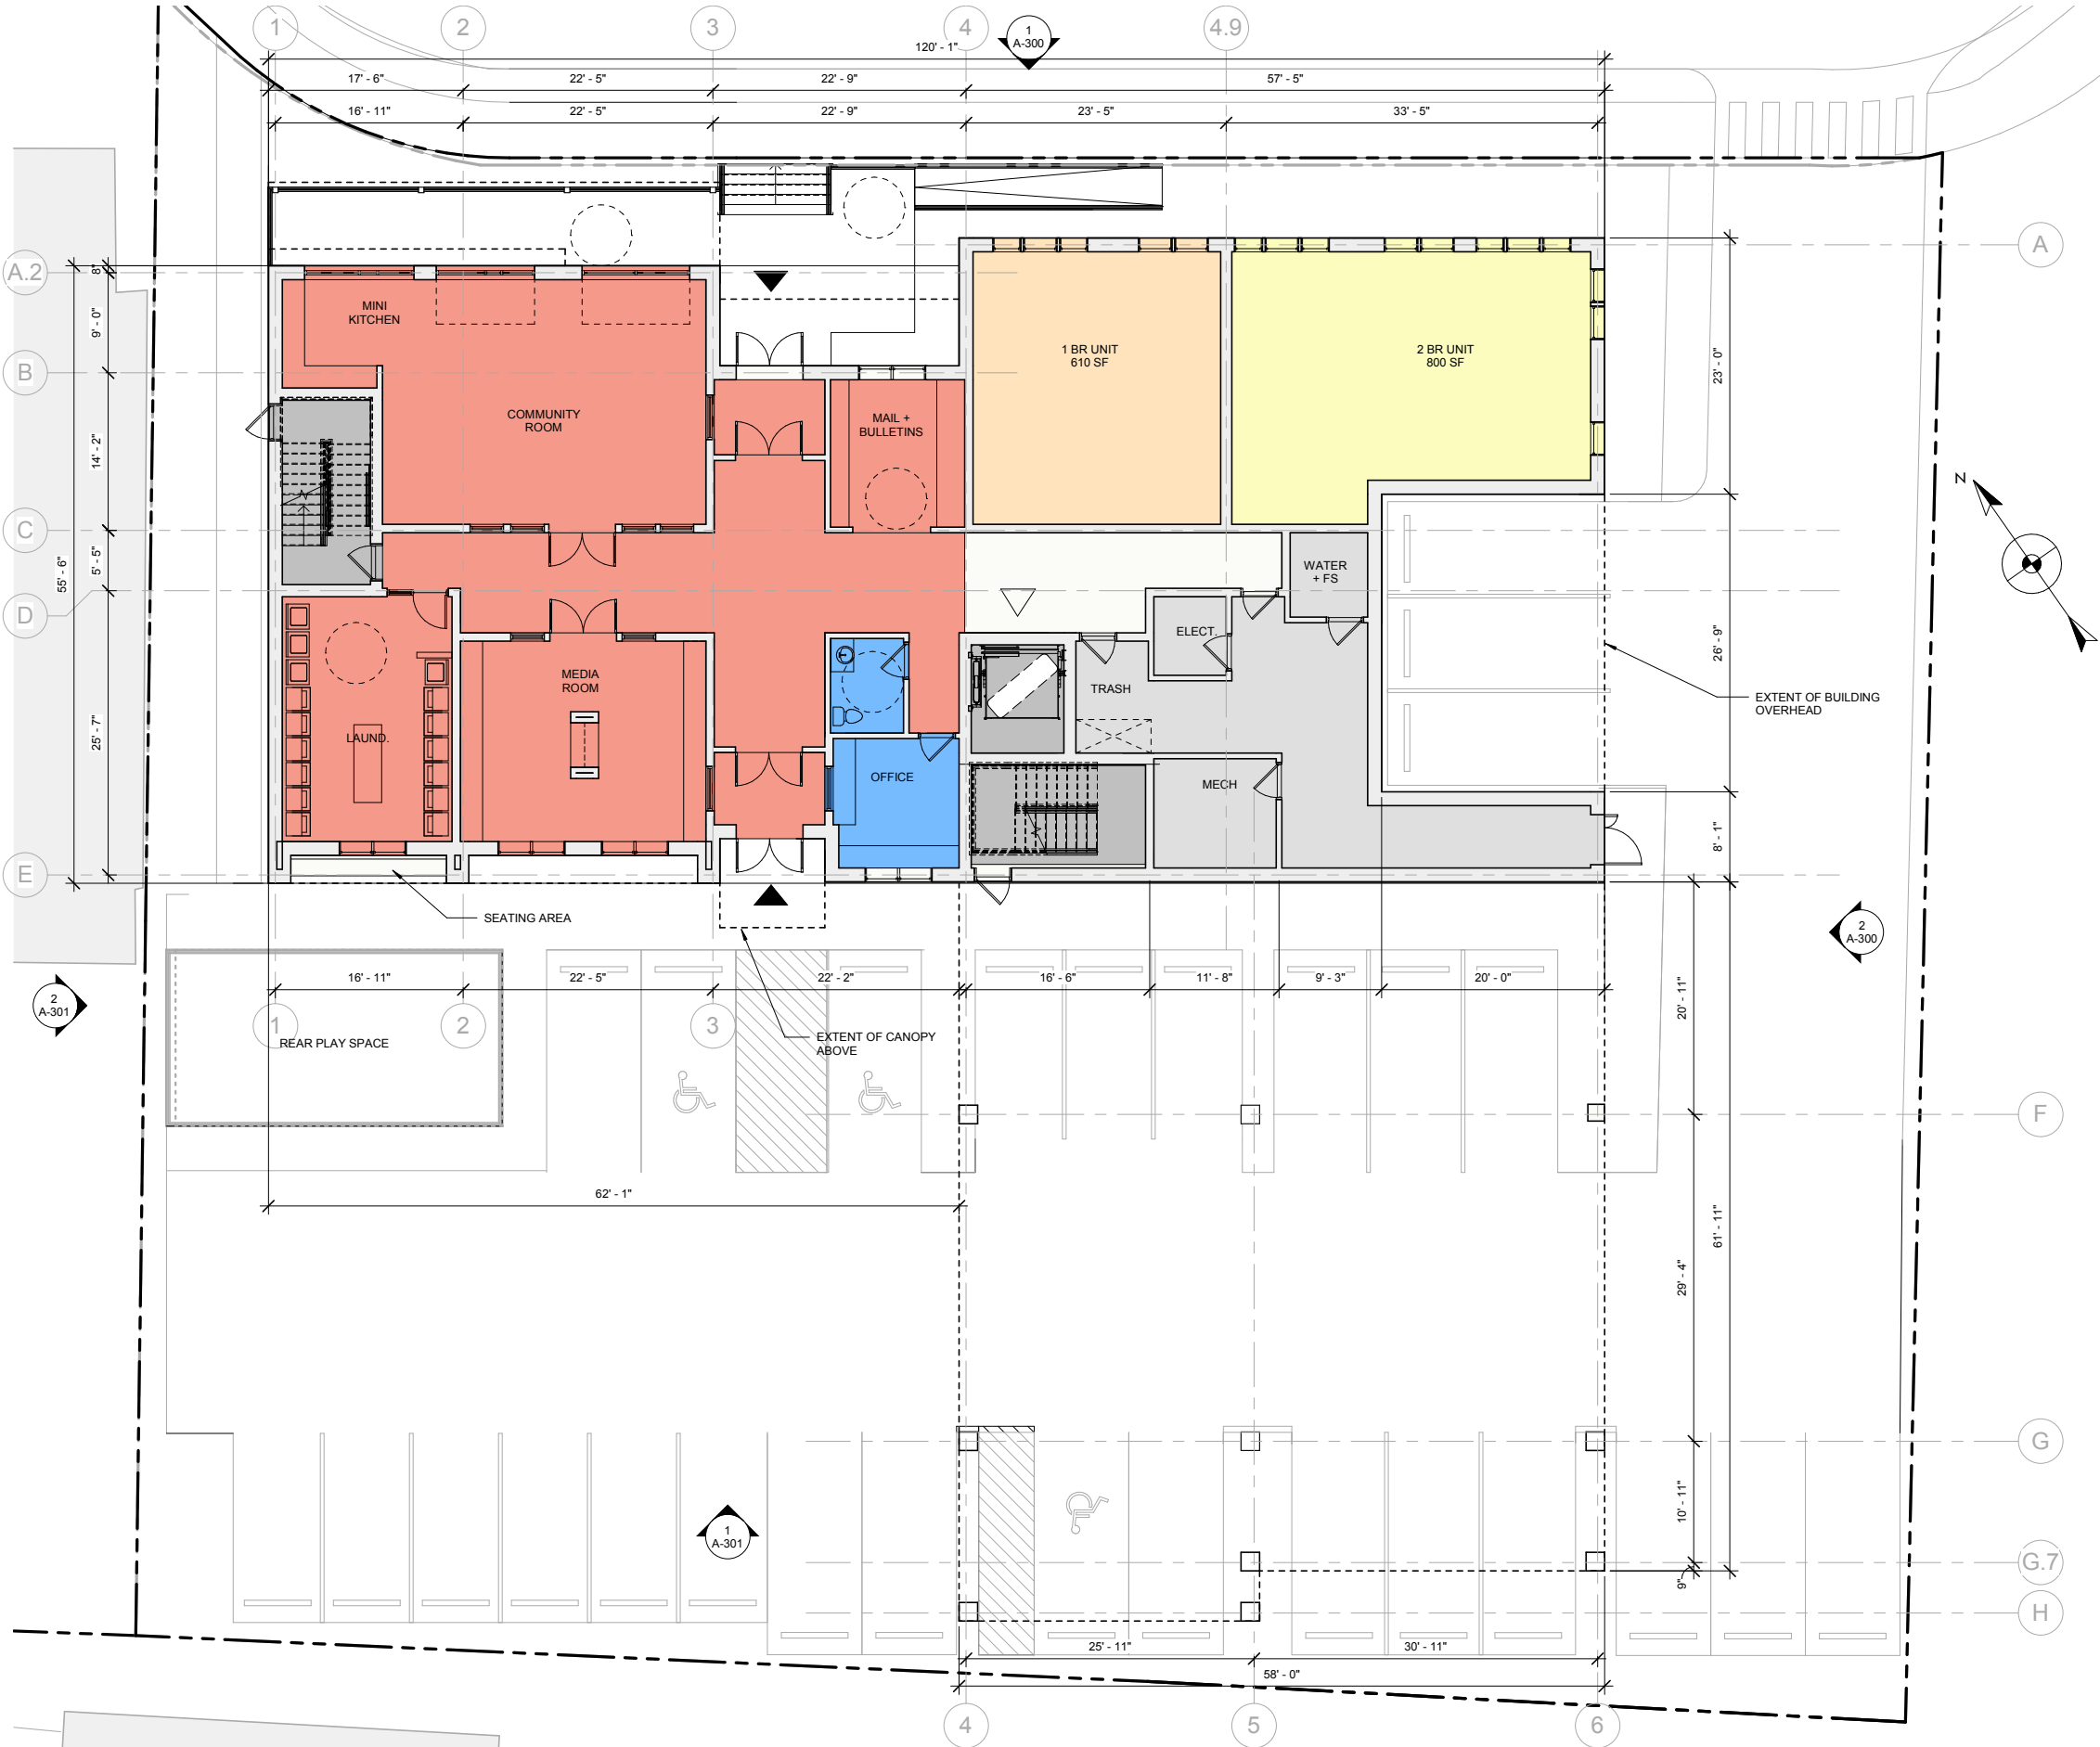 1
2
3
4
4.9
1
A-300
120' - 1"
17' - 6"
22' - 5"
22' - 9"
57' - 5"
16' - 11"
22' - 5"
22' - 9"
23' - 5"
33' - 5"
A
A.2
8"
9' - 0"
B
14' - 2"
C
5' - 5"
55' - 6"
D
25' - 7"
E
MINI
KITCHEN
COMMUNITY
ROOM
MAIL +
BULLETINS
1 BR UNIT
610 SF
2 BR UNIT
800 SF
23' - 0"
N
WATER
+ FS
ELECT.
TRASH
MEDIA
ROOM
LAUND.
OFFICE
MECH
26' - 9"
EXTENT OF BUILDING
OVERHEAD
8' - 1"
SEATING AREA
2
A-300
2
A-301
16' - 11"
22' - 5"
22' - 2"
16' - 6"
11' - 8"
9' - 3"
20' - 0"
20' - 11"
1
2
3
REAR PLAY SPACE
EXTENT OF CANOPY
ABOVE
F
62' - 1"
61' - 11"
29' - 4"
G
10' - 11"
1
A-301
G.7
9"
H
25' - 11"
30' - 11"
58' - 0"
4
5
6